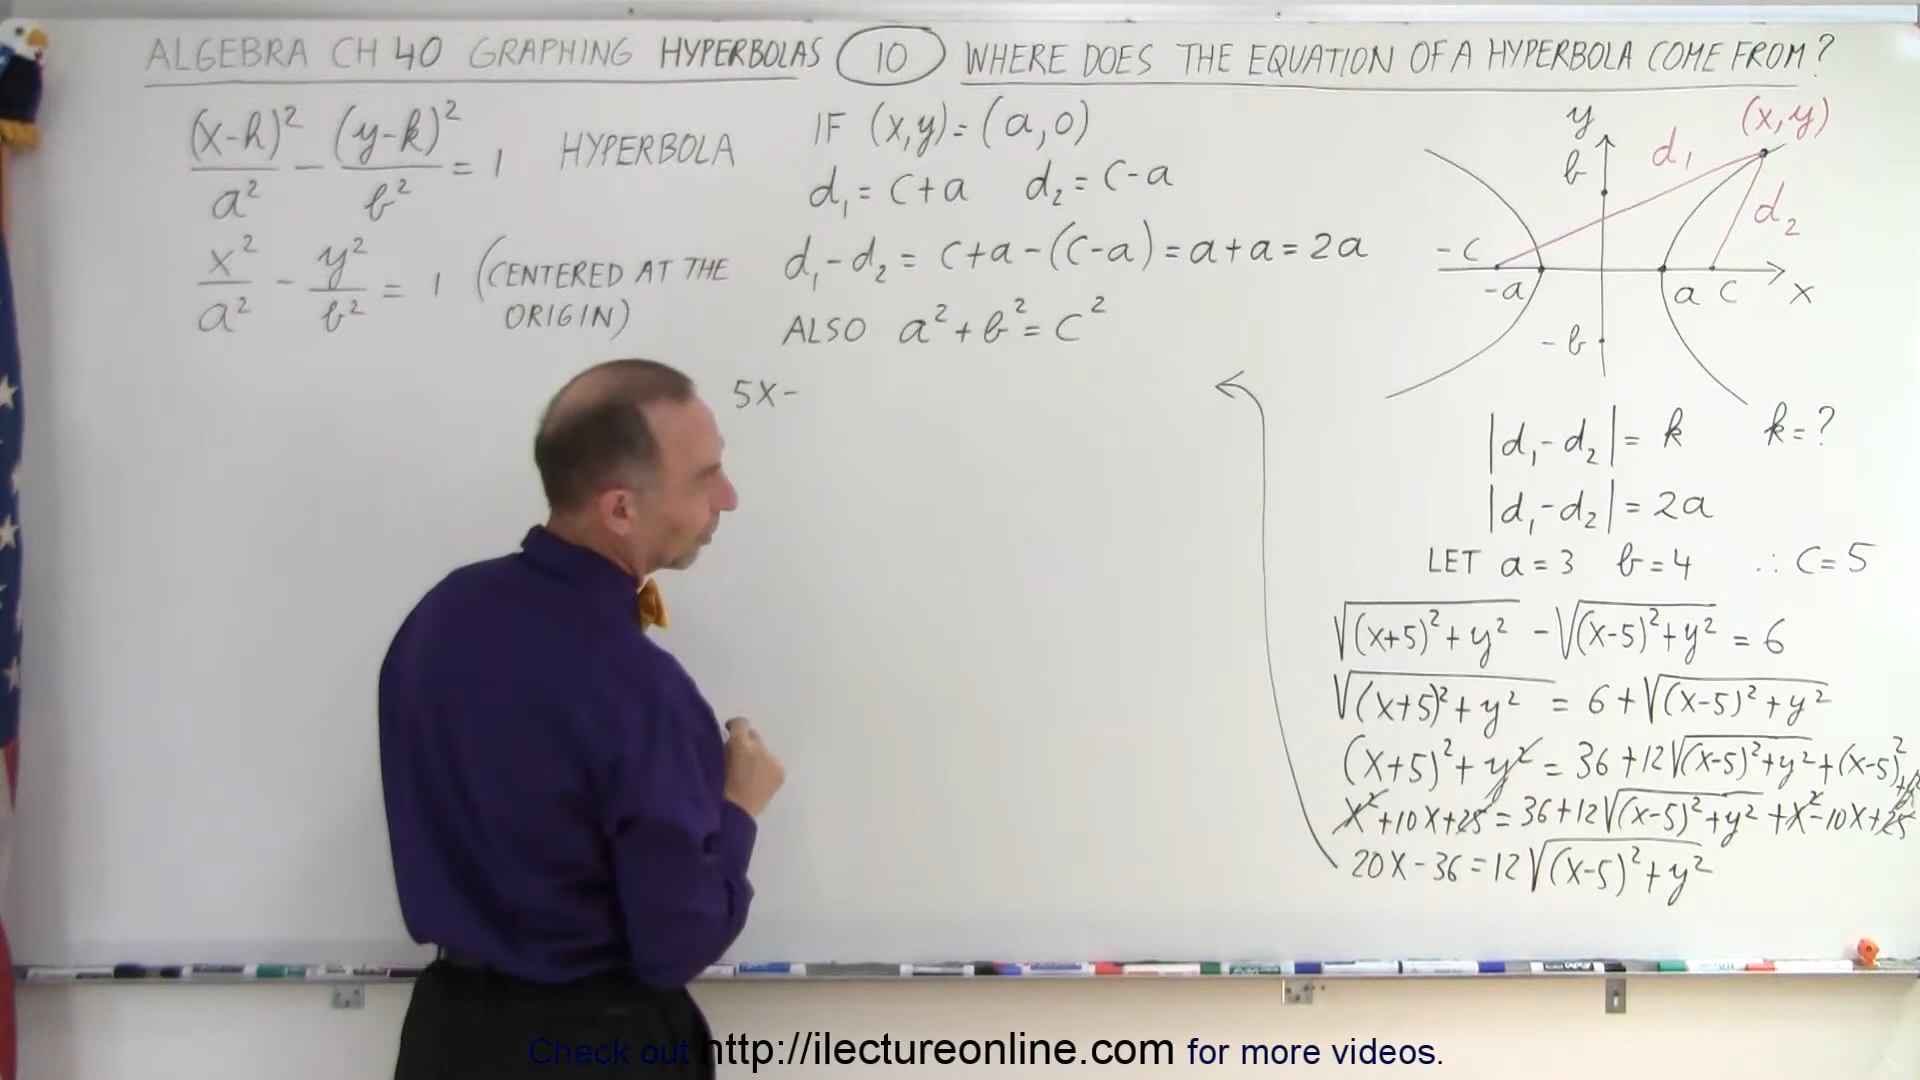 ALGEBRA CH 40 GRAPHING HYPERBOLAS 10 WHERE DOES THE EQUATION OF A HYPERBOLA COME FROM?
(x-h)²/a² - (y-k)²/b² = 1 HYPERBOLA
x²/a² - y²/b² = 1 (CENTERED AT THE
ORIGIN)
IF (x,y) = (a,0)
d₁ = c+a d₂ = c-a
d₁-d₂ = c+a-(c-a) = a+a = 2a
ALSO a²+b² = c²
5x-
y
(x,y)
b
d₁
d₂
-c
-a
a c x
-b
|d₁-d₂| = k k=?
|d₁-d₂| = 2a
LET a=3 b=4 ∴ c=5
√((x+5)²+y²) - √((x-5)²+y²) = 6
√((x+5)²+y²) = 6+√((x-5)²+y²)
(x+5)²+y² = 36+12√((x-5)²+y²)+(x-5)²+y²
x²+10x+25 = 36+12√((x-5)²+y²)+x²-10x+25
20x-36 = 12√((x-5)²+y²)
Check out http://ilectureonline.com for more videos.